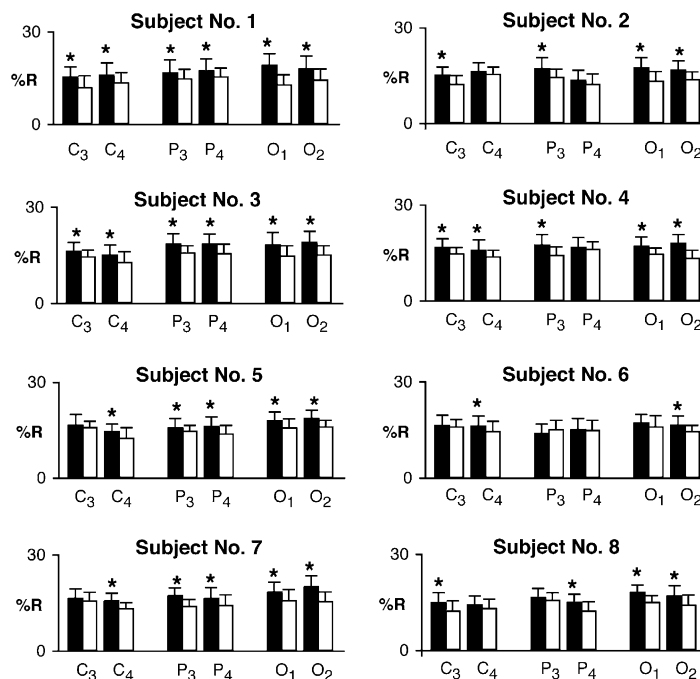 Subject No. 1
30
* * * * * *
%R
0
C3 C4 P3 P4 O1 O2
Subject No. 2
30
* * * *
0
C3 C4 P3 P4 O1 O2
Subject No. 3
30
* * * * * *
%R
0
C3 C4 P3 P4 O1 O2
Subject No. 4
30
* * * * *
%R
0
C3 C4 P3 P4 O1 O2
Subject No. 5
30
* * * * *
%R
0
C3 C4 P3 P4 O1 O2
Subject No. 6
30
* *
%R
0
C3 C4 P3 P4 O1 O2
Subject No. 7
30
* * * * *
%R
0
C3 C4 P3 P4 O1 O2
Subject No. 8
30
* * * *
%R
0
C3 C4 P3 P4 O1 O2